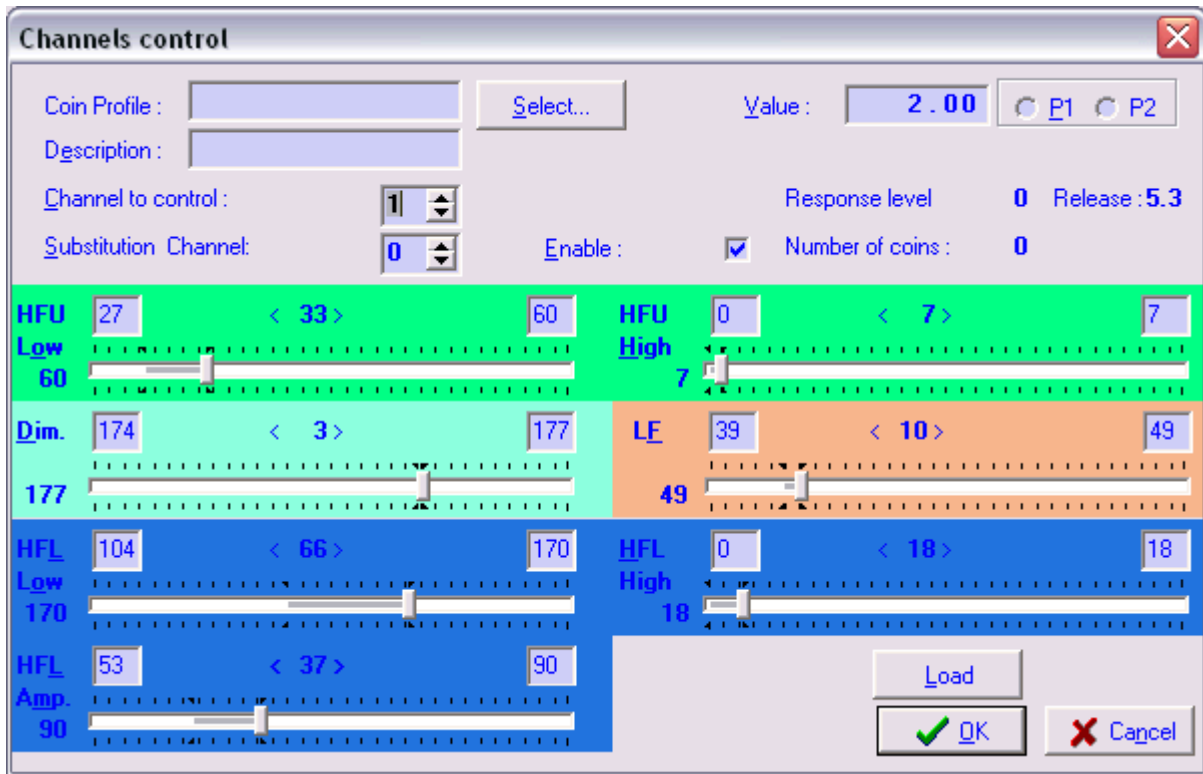 Channels control
Coin Profile : Select... Value : 2.00 P1 P2
Description :
Channel to control : 1 Response level 0 Release : 5.3
Substitution Channel: 0 Enable : Number of coins : 0
HFU 27 < 33 > 60 HFU 0 < 7 > 7
Low High
60 7
Dim. 174 < 3 > 177 LF 39 < 10 > 49
177 49
HFL 104 < 66 > 170 HFL 0 < 18 > 18
Low High
170 18
HFL 53 < 37 > 90
Load
Amp.
90 OK Cancel